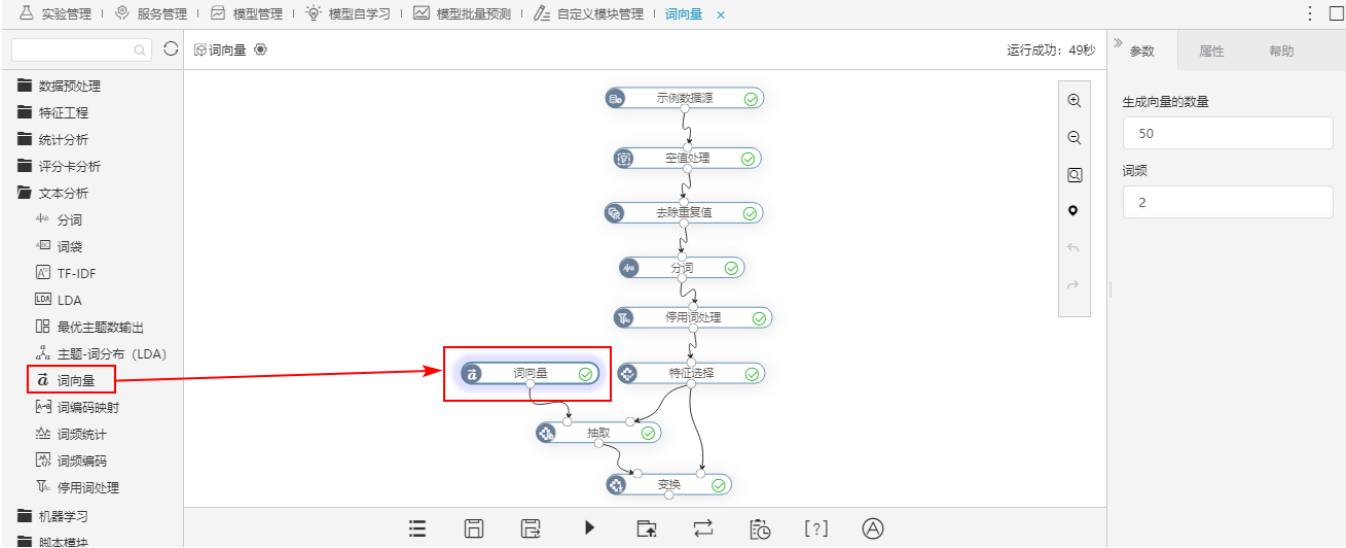 实验管理 服务管理 模型管理 模型自学习 模型批量预测 自定义模块管理 词向量 ×
词向量
运行成功：49秒
参数 属性 帮助
数据预处理
特征工程
统计分析
评分卡分析
文本分析
分词
词袋
TF-IDF
LDA LDA
最优主题数输出
主题-词分布（LDA）
词向量
词编码映射
词频统计
词频编码
停用词处理
机器学习
脚本模块
示例数据源
空值处理
去除重复值
分词
停用词处理
词向量
特征选择
抽取
变换
[?]
生成向量的数量
50
词频
2